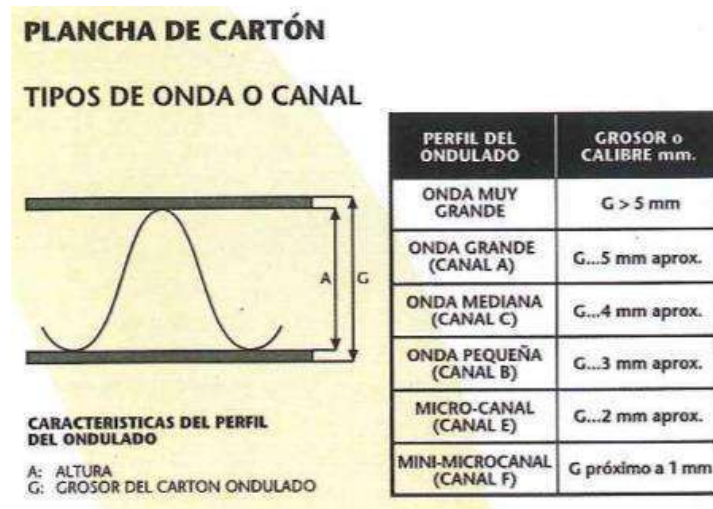 PLANCHA DE CARTÓN
TIPOS DE ONDA O CANAL
A
G
CARACTERISTICAS DEL PERFIL
DEL ONDULADO
A: ALTURA
G: GROSOR DEL CARTON ONDULADO
PERFIL DEL
ONDULADO
GROSOR o
CALIBRE mm.
ONDA MUY
GRANDE
G > 5 mm
ONDA GRANDE
(CANAL A)
G...5 mm aprox.
ONDA MEDIANA
(CANAL C)
G...4 mm aprox.
ONDA PEQUEÑA
(CANAL B)
G...3 mm aprox.
MICRO-CANAL
(CANAL E)
G...2 mm aprox.
MINI-MICROCANAL
(CANAL F)
G próximo a 1 mm